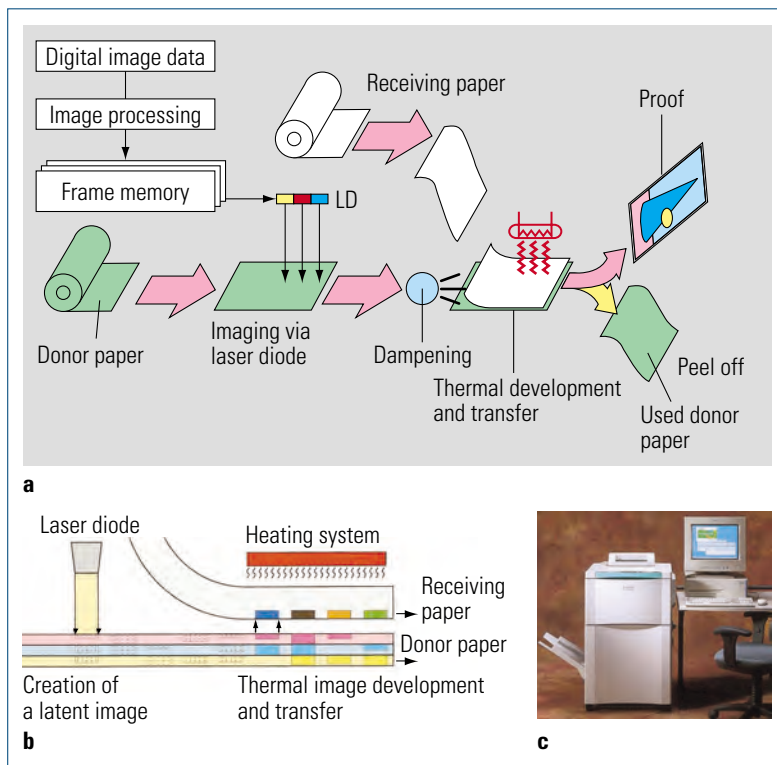 Digital image data
Image processing
Frame memory
LD
Receiving paper
Proof
Donor paper
Imaging via
laser diode
Dampening
Thermal development
and transfer
Peel off
Used donor
paper
a
Laser diode
Heating system
Receiving
paper
Donor paper
Creation of
a latent image
Thermal image development
and transfer
b
c